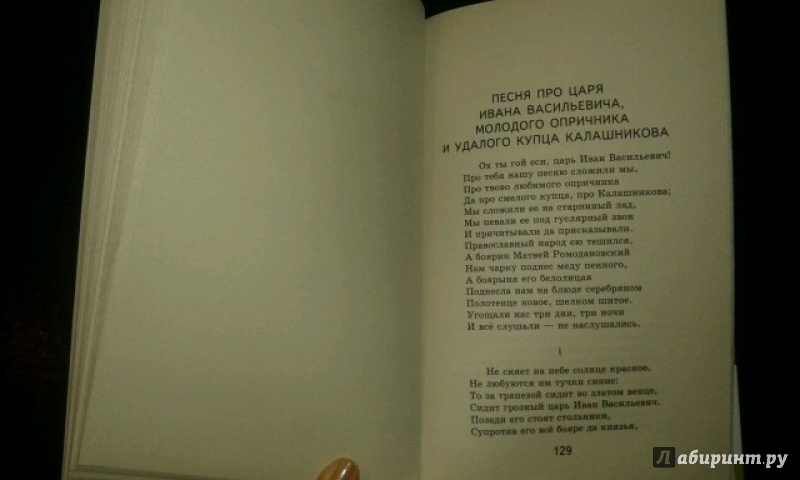 ПЕСНЯ ПРО ЦАРЯ
ИВАНА ВАСИЛЬЕВИЧА,
МОЛОДОГО ОПРИЧНИКА
И УДАЛОГО КУПЦА КАЛАШНИКОВА
Ох ты гой еси, царь Иван Васильевич!
Про тебя нашу песню сложили мы,
Про твово любимого опричника
Да про смелого купца, про Калашникова;
Мы сложили ее на старинный лад,
Мы певали ее под гуслярный звон
И причитывали да присказывали.
Православный народ ею тешился,
А боярин Матвей Ромодановский
Нам чарку поднес меду пенного,
А боярыня его белолицая
Поднесла нам на блюде серебряном
Полотенце новое, шелком шитое.
Угощали нас три дни, три ночи
И всё слушали — не наслушались.
I
Не сияет на небе солнце красное,
Не любуются им тучки синие:
То за трапезой сидит во златом венце,
Сидит грозный царь Иван Васильевич.
Позади его стоят стольники,
Супротив его всё бояре да князья,
129
Лабиринт.ру